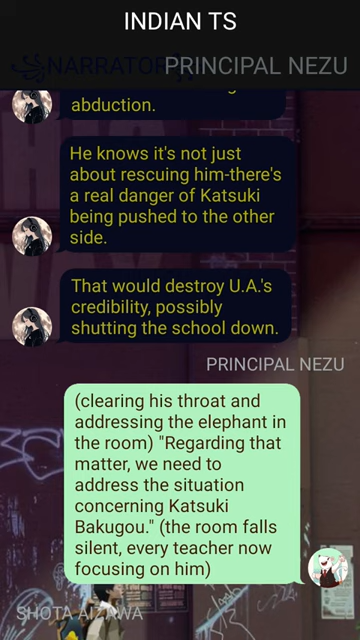 INDIAN TS
NARRATOR PRINCIPAL NEZU
abduction.
He knows it's not just
about rescuing him-there's
a real danger of Katsuki
being pushed to the other
side.
That would destroy U.A.'s
credibility, possibly
shutting the school down.
PRINCIPAL NEZU
(clearing his throat and
addressing the elephant in
the room) "Regarding that
matter, we need to
address the situation
concerning Katsuki
Bakugou." (the room falls
silent, every teacher now
focusing on him)
SHOTA AIZAWA